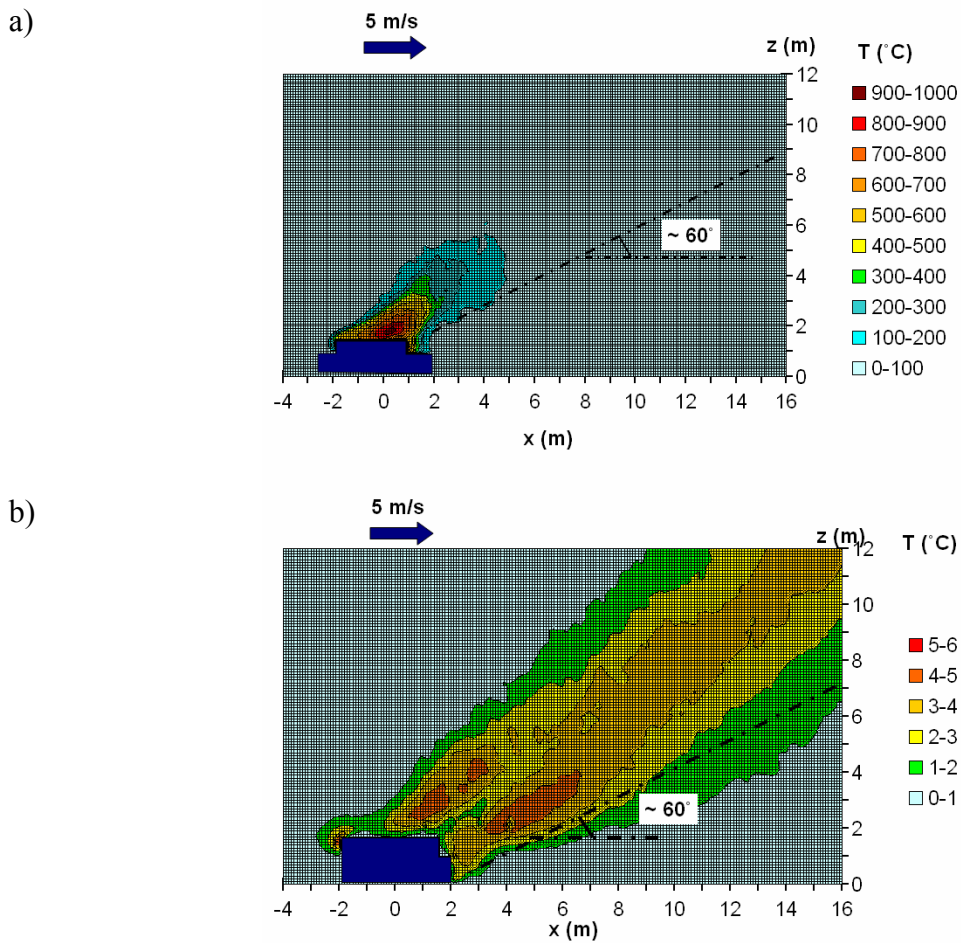 a)
5 m/s
z (m)
T (˚C)
12
10
8
6
4
2
0
~ 60˚
900-1000
800-900
700-800
600-700
500-600
400-500
300-400
200-300
100-200
0-100
-4 -2 0 2 4 6 8 10 12 14 16
x (m)
b)
5 m/s
z (m)
T (˚C)
12
10
8
6
4
2
0
~ 60˚
5-6
4-5
3-4
2-3
1-2
0-1
-4 -2 0 2 4 6 8 10 12 14 16
x (m)